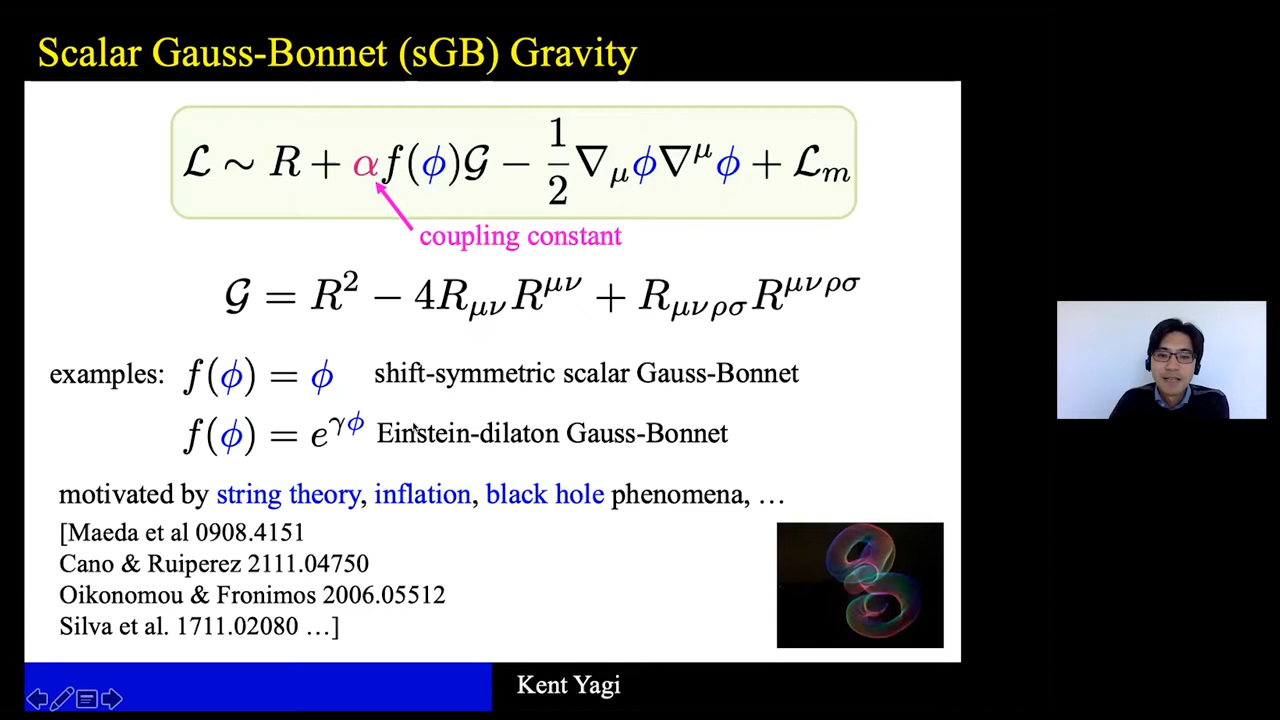 Scalar Gauss-Bonnet (sGB) Gravity
ℒ ~ R + αf(ϕ)𝒢 − 1/2 ∇_μϕ∇^μϕ + ℒ_m
coupling constant
𝒢 = R² − 4R_μν R^μν + R_μνρσ R^μνρσ
examples: f(ϕ) = ϕ shift-symmetric scalar Gauss-Bonnet
f(ϕ) = e^γϕ Einstein-dilaton Gauss-Bonnet
motivated by string theory, inflation, black hole phenomena, …
[Maeda et al 0908.4151
Cano & Ruiperez 2111.04750
Oikonomou & Fronimos 2006.05512
Silva et al. 1711.02080 …]
Kent Yagi